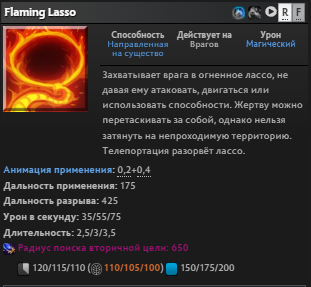 Flaming Lasso
R F
Способность Действует на Урон
Направленная на существо Врагов Магический
Захватывает врага в огненное лассо, не
давая ему атаковать, двигаться или
использовать способности. Жертву можно
перетаскивать за собой, однако нельзя
затянуть на непроходимую территорию.
Телепортация разорвёт лассо.
Анимация применения: 0,2+0,4
Дальность применения: 175
Дальность разрыва: 425
Урон в секунду: 35/55/75
Длительность: 2,5/3/3,5
Радиус поиска вторичной цели: 650
120/115/110 (110/105/100) 150/175/200